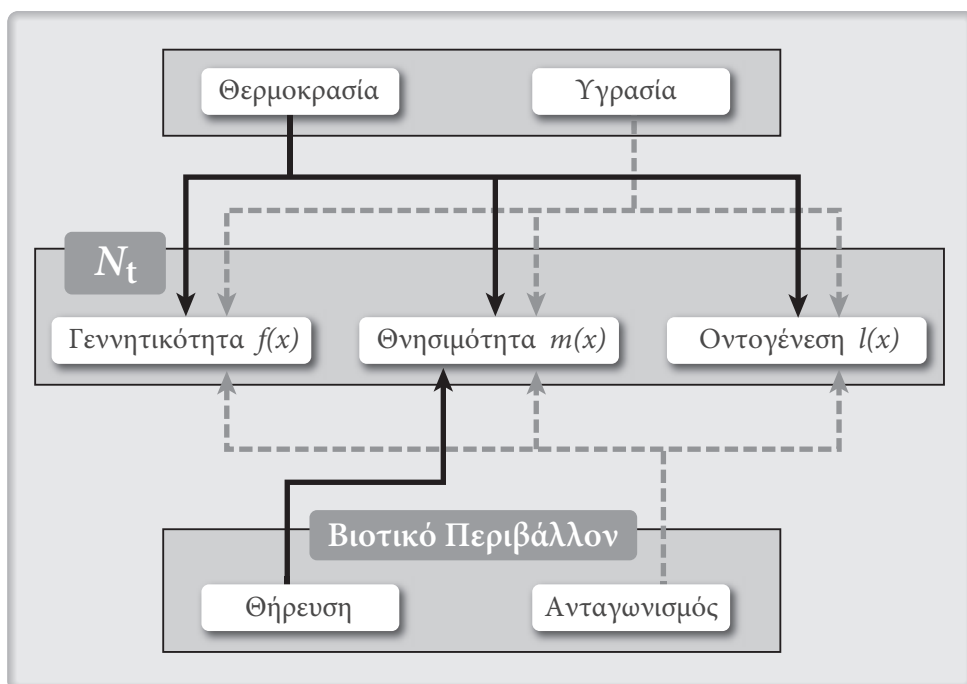 Θερμοκρασία Υγρασία
N_t
Γεννητικότητα f(x) Θνησιμότητα m(x) Οντογένεση l(x)
Βιοτικό Περιβάλλον
Θήρευση Ανταγωνισμός